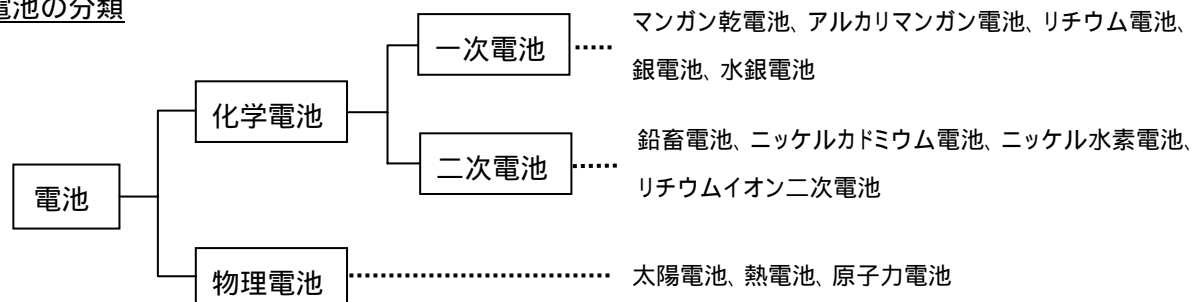 電池の分類
マンガン乾電池、アルカリマンガン電池、リチウム電池、
一次電池
銀電池、水銀電池
化学電池
鉛畜電池、ニッケルカドミウム電池、ニッケル水素電池、
二次電池
リチウムイオン二次電池
電池
物理電池
太陽電池、熱電池、原子力電池